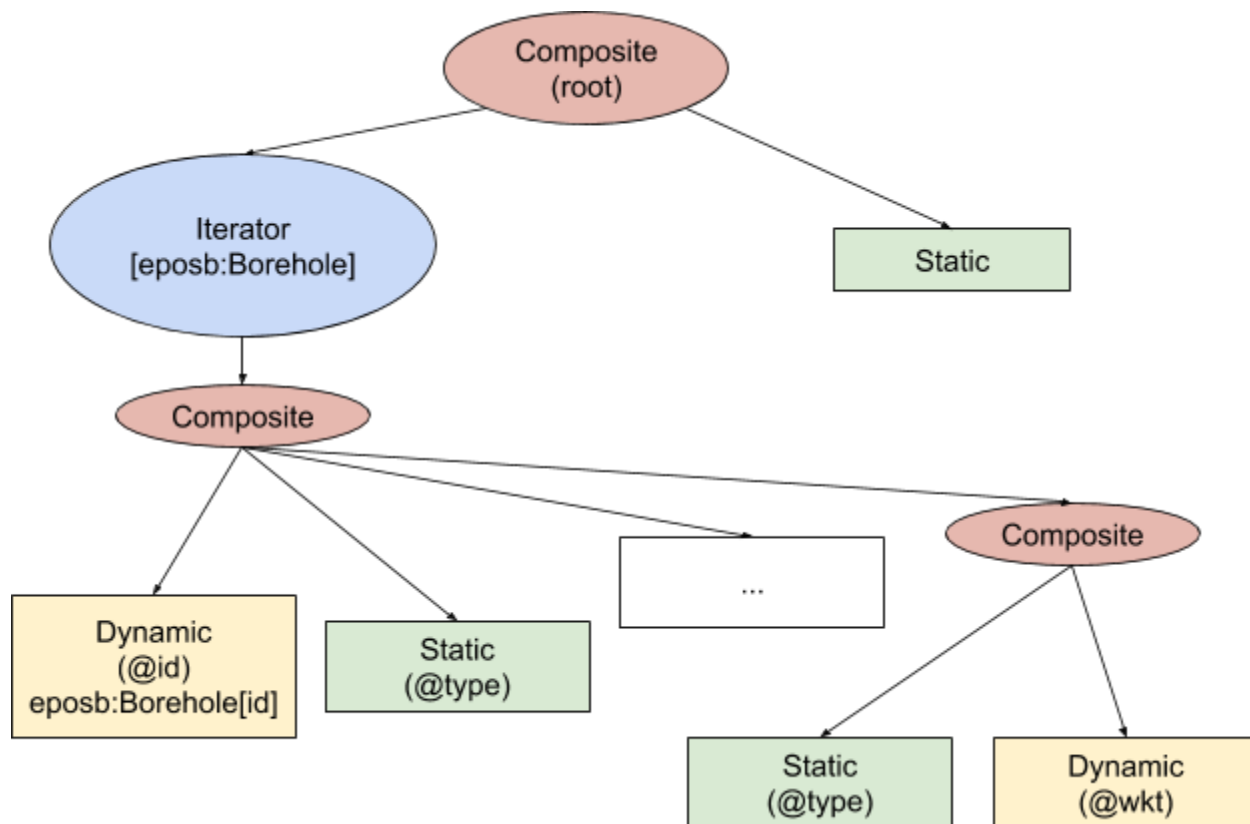 Composite
(root)
Iterator
[eposb:Borehole]
Static
Composite
Composite
Dynamic
(@id)
eposb:Borehole[id]
Static
(@type)
...
Static
(@type)
Dynamic
(@wkt)